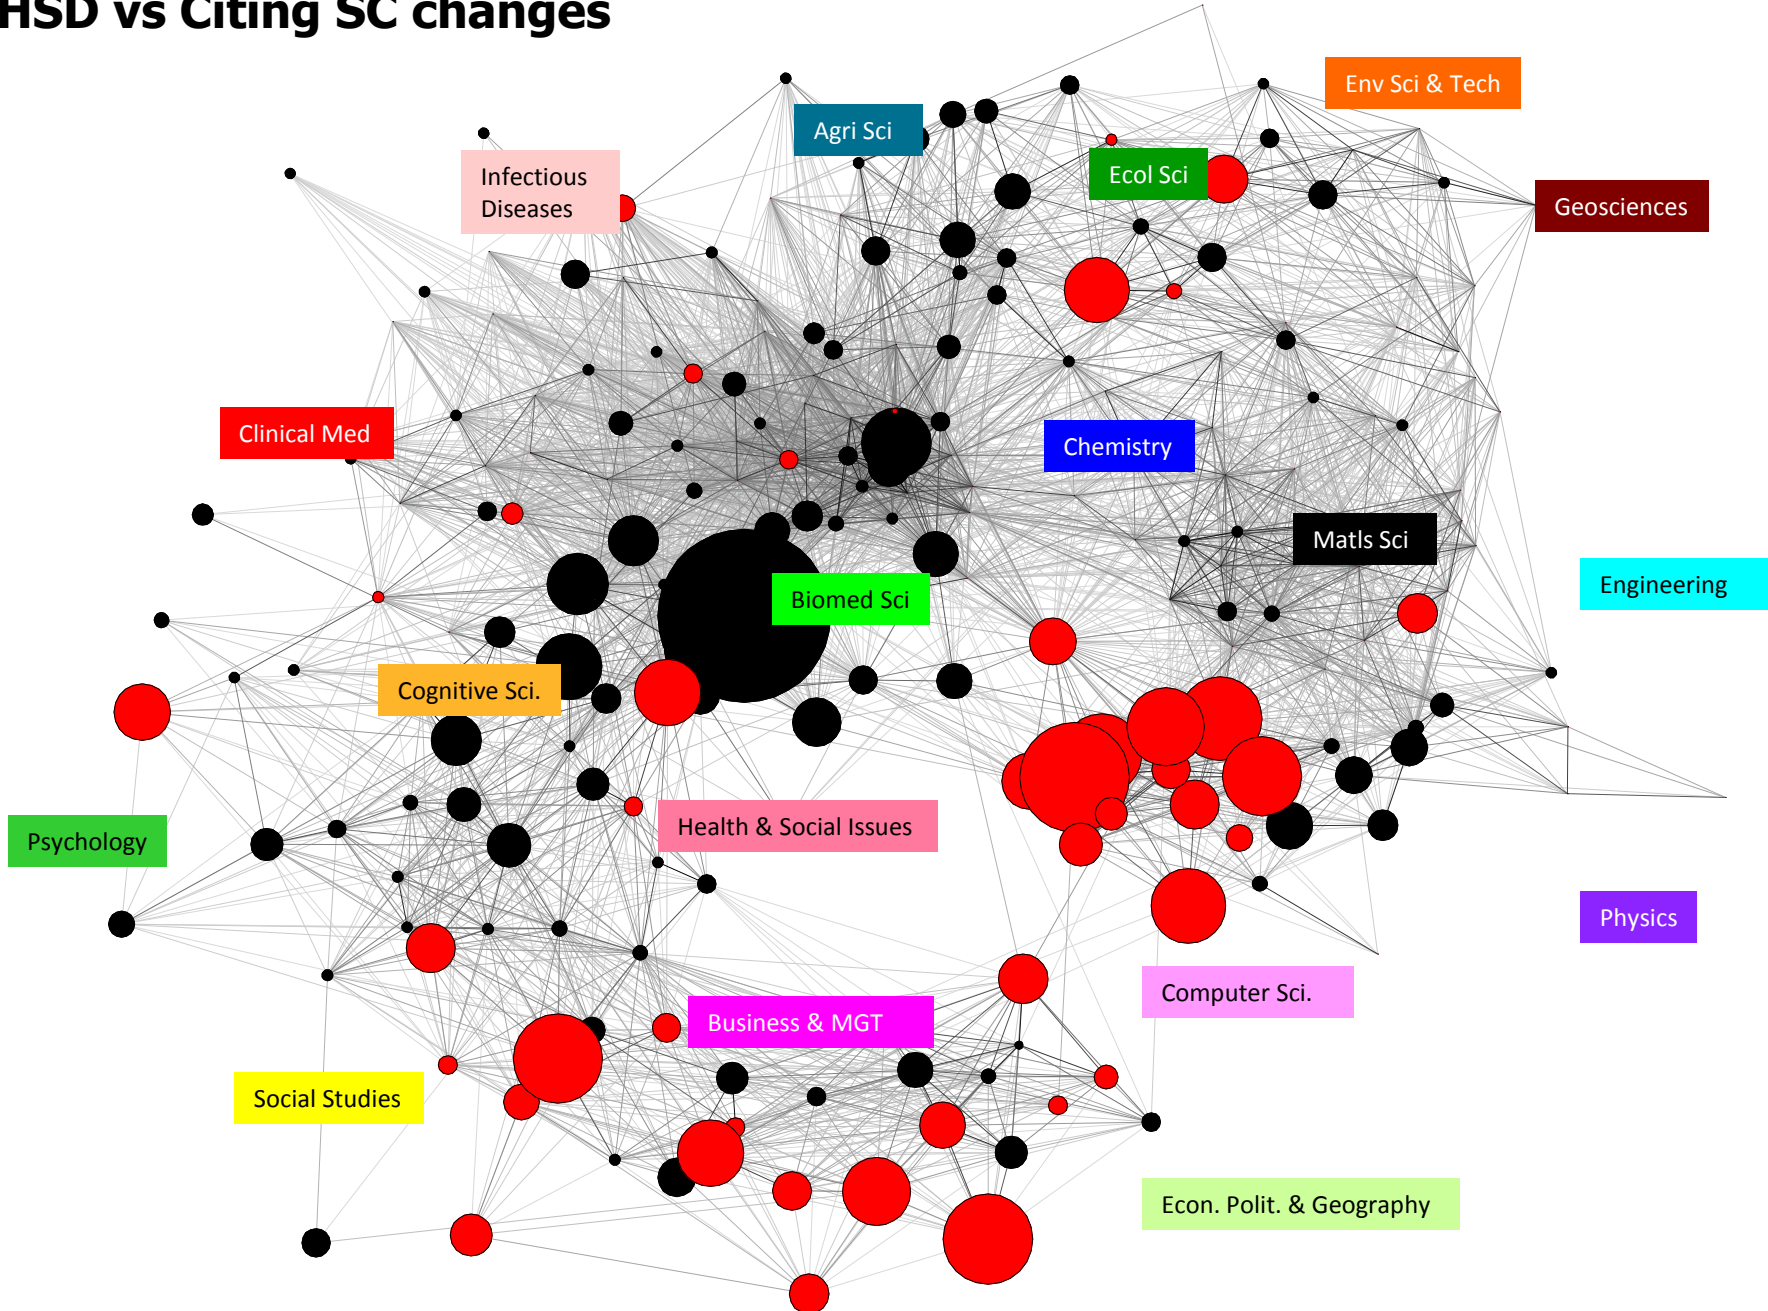 HSD vs Citing SC changes
Env Sci & Tech
Agri Sci
Ecol Sci
Infectious
Diseases
Geosciences
Clinical Med
Chemistry
Matls Sci
Engineering
Biomed Sci
Cognitive Sci.
Health & Social Issues
Psychology
Physics
Computer Sci.
Business & MGT
Social Studies
Econ. Polit. & Geography